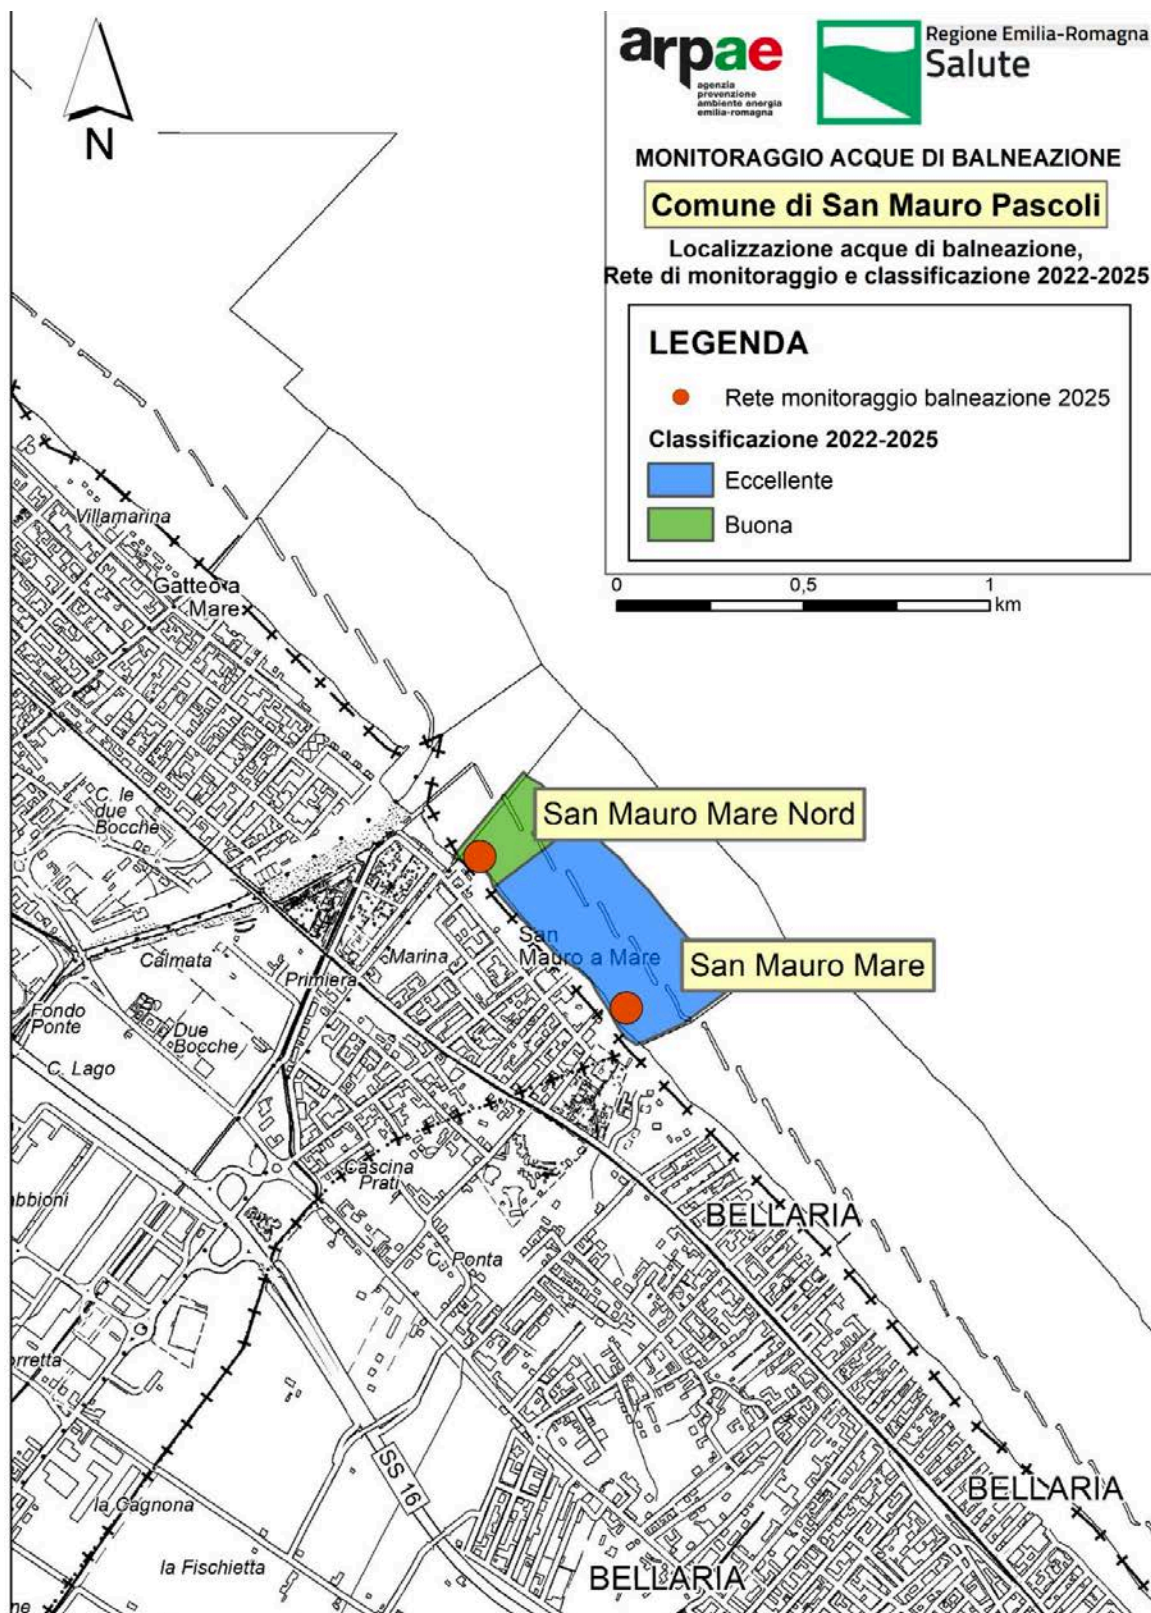 arpae
agenzia
prevenzione
ambiente energia
emilia-romagna
Regione Emilia-Romagna
Salute
MONITORAGGIO ACQUE DI BALNEAZIONE
Comune di San Mauro Pascoli
Localizzazione acque di balneazione,
Rete di monitoraggio e classificazione 2022-2025
LEGENDA
Rete monitoraggio balneazione 2025
Classificazione 2022-2025
Eccellente
Buona
0 0,5 1
km
N
Villamarina
Gatteo a
Mare
C. le
due
Bocche
San Mauro Mare Nord
San
Mauro a Mare
San Mauro Mare
Marina
Calmata
Primiera
Fondo
Ponte
Due
Bocche
C. Lago
Cascina
Prati
abbioni
BELLARIA
C. Ponta
orretta
SS 16
BELLARIA
la Cagnona
la Fischietta
BELLARIA
ne